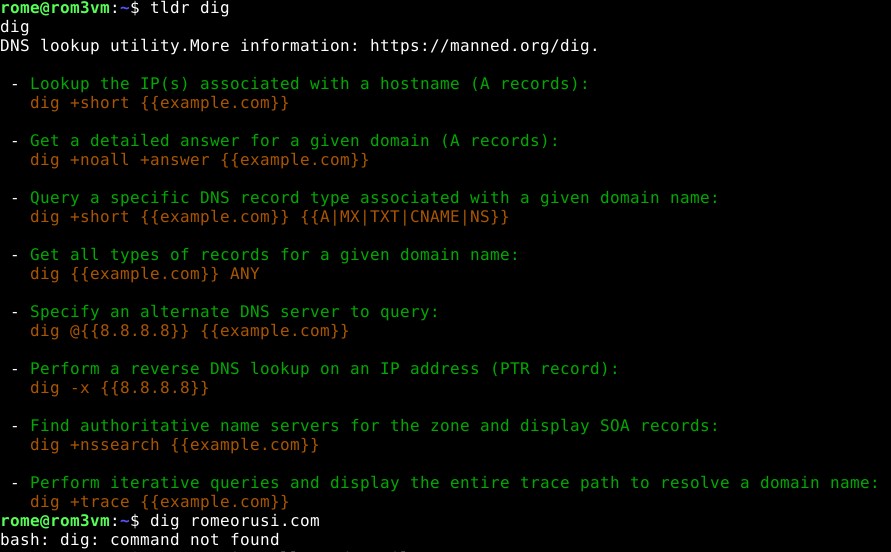 rome@rom3vm:~$ tldr dig
dig
DNS lookup utility.More information: https://manned.org/dig.
- Lookup the IP(s) associated with a hostname (A records):
dig +short {{example.com}}
- Get a detailed answer for a given domain (A records):
dig +noall +answer {{example.com}}
- Query a specific DNS record type associated with a given domain name:
dig +short {{example.com}} {{A|MX|TXT|CNAME|NS}}
- Get all types of records for a given domain name:
dig {{example.com}} ANY
- Specify an alternate DNS server to query:
dig @{{8.8.8.8}} {{example.com}}
- Perform a reverse DNS lookup on an IP address (PTR record):
dig -x {{8.8.8.8}}
- Find authoritative name servers for the zone and display SOA records:
dig +nssearch {{example.com}}
- Perform iterative queries and display the entire trace path to resolve a domain name:
dig +trace {{example.com}}
rome@rom3vm:~$ dig romeorusi.com
bash: dig: command not found